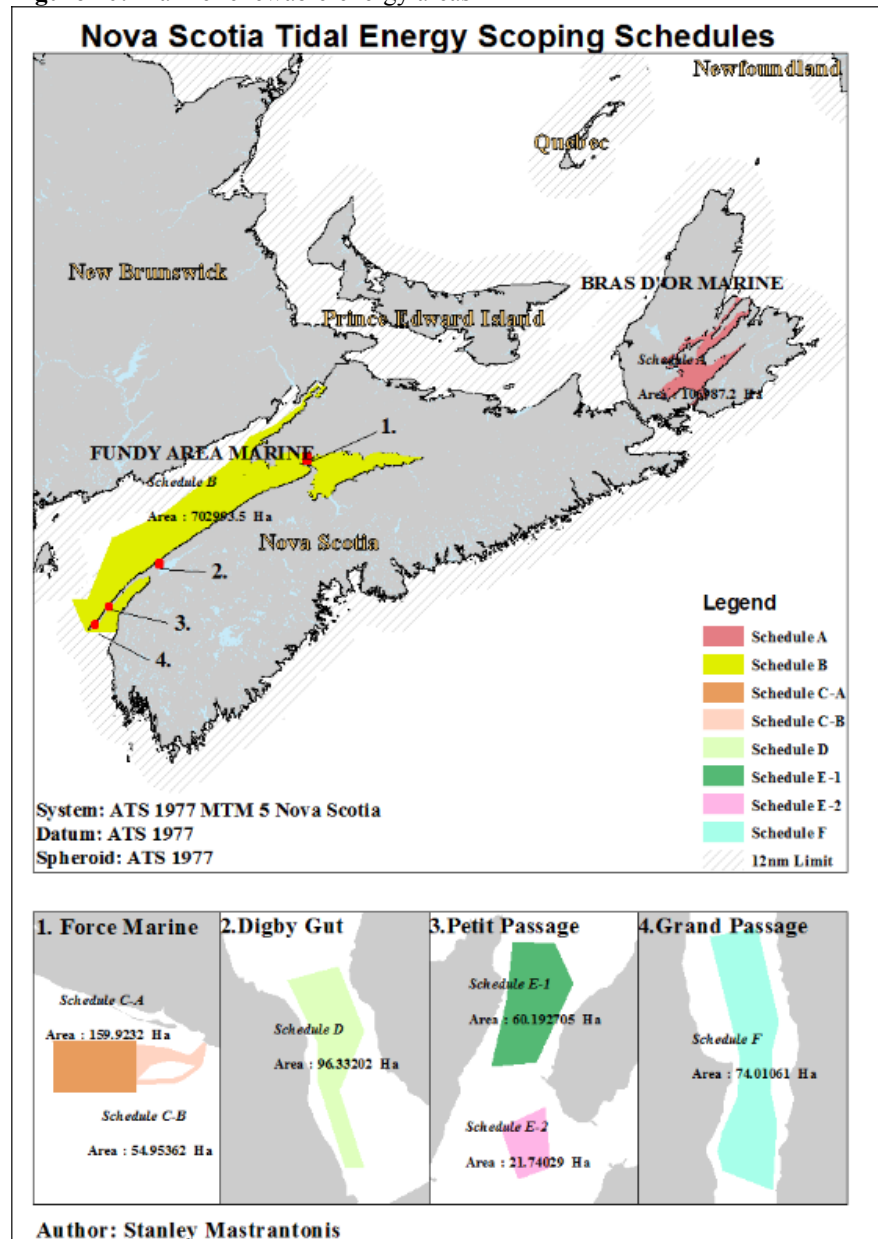 Nova Scotia Tidal Energy Scoping Schedules
Newfoundland
Quebec
New Brunswick
BRAS D'OR MARINE
Prince Edward Island
Schedule A
Area : 106987.2 Ha
1.
FUNDY AREA MARINE
Schedule B
Area : 702993.5 Ha
Nova Scotia
2.
3.
4.
Legend
Schedule A
Schedule B
Schedule C-A
Schedule C-B
Schedule D
Schedule E-1
Schedule E-2
Schedule F
12nm Limit
System: ATS 1977 MTM 5 Nova Scotia
Datum: ATS 1977
Spheroid: ATS 1977
1. Force Marine
Schedule C-A
Area : 159.9232 Ha
Schedule C-B
Area : 54.95362 Ha
2.Digby Gut
Schedule D
Area : 96.33202 Ha
3.Petit Passage
Schedule E-1
Area : 60.192705 Ha
Schedule E-2
Area : 21.74029 Ha
4.Grand Passage
Schedule F
Area : 74.01061 Ha
Author: Stanley Mastrantonis